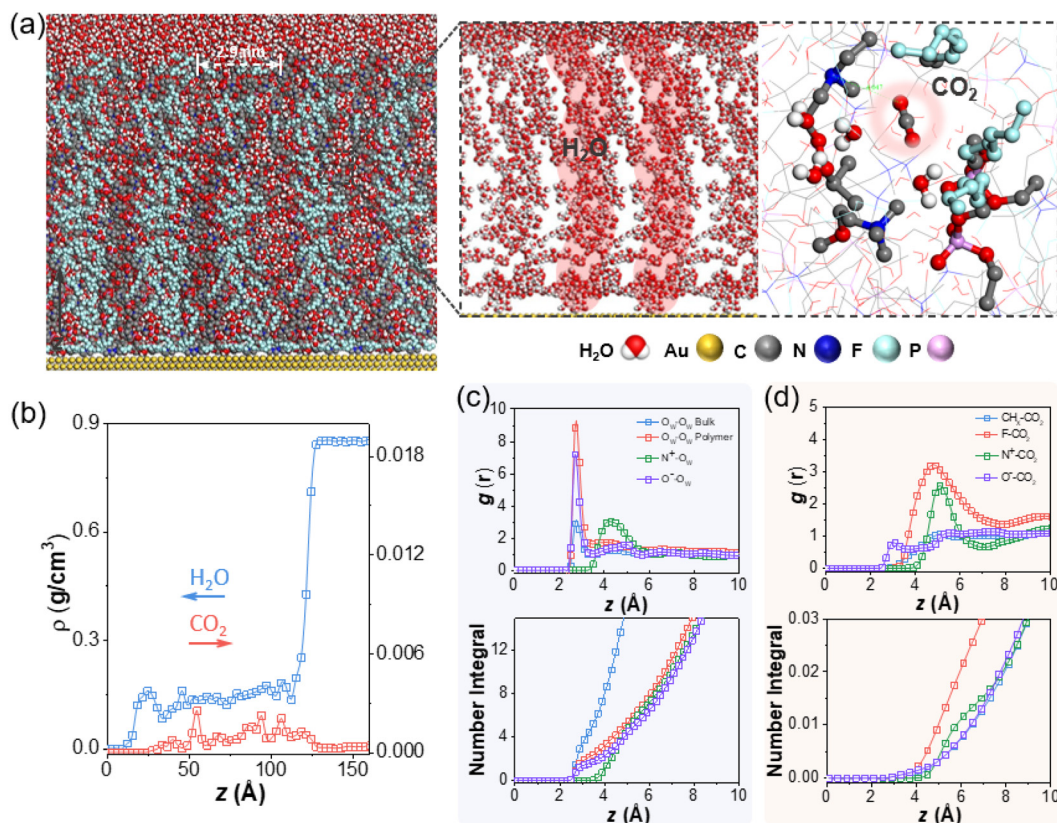 (a)
2.9 nm
H2O
CO2
H2O Au C N F P
(b)
ρ (g/cm3)
0.9
0.6
0.3
0.0
0.018
0.012
0.006
0.000
H2O
CO2
0 50 100 150
z (Å)
(c)
g (r)
10
8
6
4
2
0
OW-OW Bulk
OW-OW Polymer
N+-OW
O−-OW
0 2 4 6 8 10
z (Å)
Number Integral
12
8
4
0
0 2 4 6 8 10
z (Å)
(d)
g (r)
5
4
3
2
1
0
CHX-CO2
F-CO2
N+-CO2
O−-CO2
0 2 4 6 8 10
z (Å)
Number Integral
0.03
0.02
0.01
0.00
0 2 4 6 8 10
z (Å)